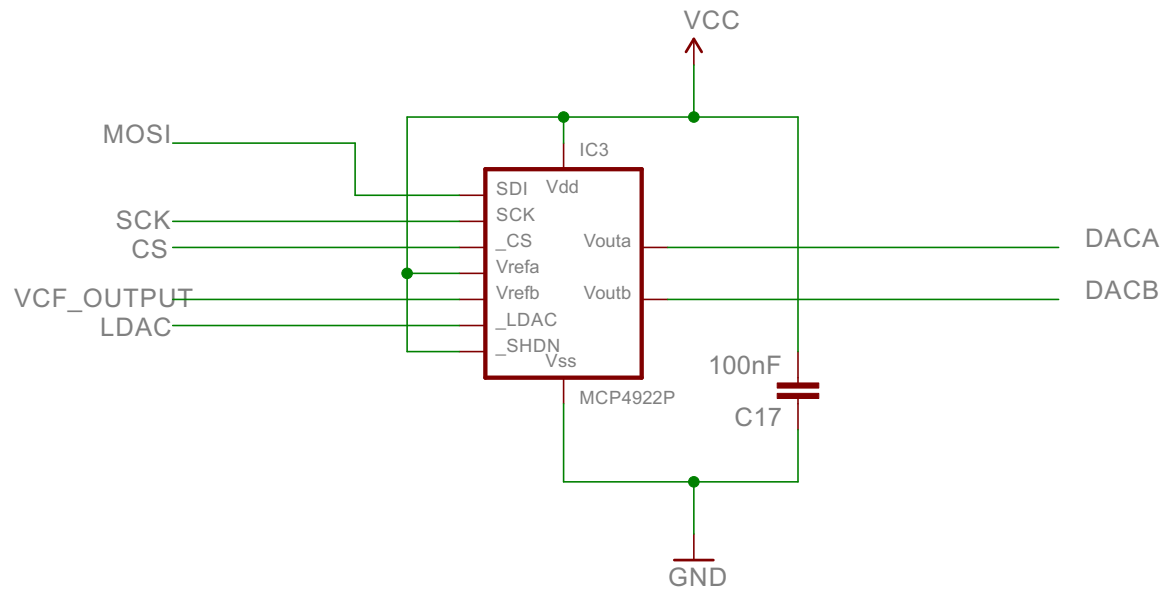 VCC
MOSI
IC3
SDI
Vdd
SCK
SCK
_CS
CS
Vouta
DACA
Vrefa
VCF_OUTPUT
Vrefb
Voutb
DACB
LDAC
_LDAC
_SHDN
Vss
100nF
MCP4922P
C17
GND